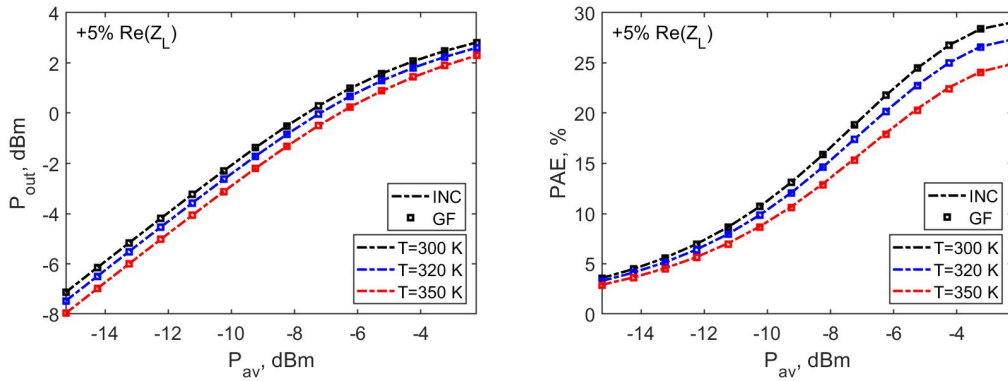 +5% Re(Z_L)
4
2
0
-2
-4
-6
-8
P_out, dBm
-14
-12
-10
-8
-6
-4
P_av, dBm
INC
GF
T=300 K
T=320 K
T=350 K
+5% Re(Z_L)
30
25
20
15
10
5
0
PAE, %
-14
-12
-10
-8
-6
-4
P_av, dBm
INC
GF
T=300 K
T=320 K
T=350 K